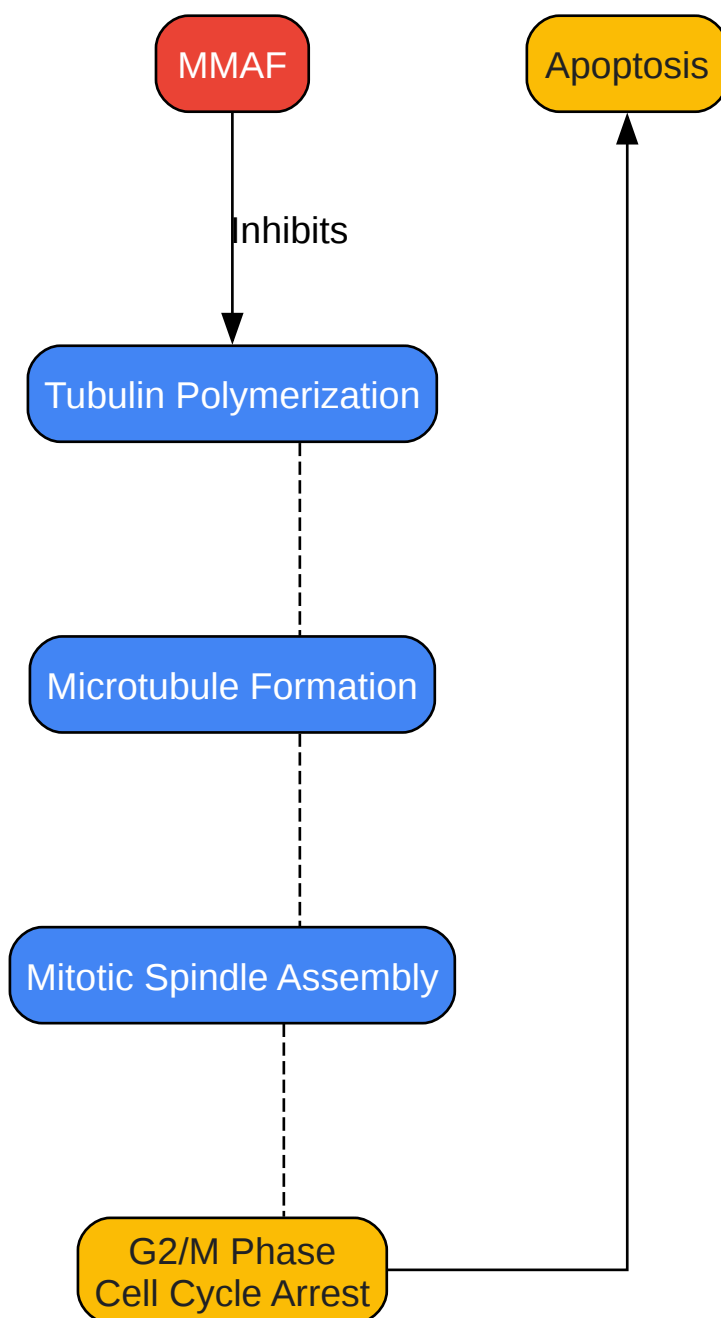 MMAF
Apoptosis
Inhibits
Tubulin Polymerization
Microtubule Formation
Mitotic Spindle Assembly
G2/M Phase
Cell Cycle Arrest